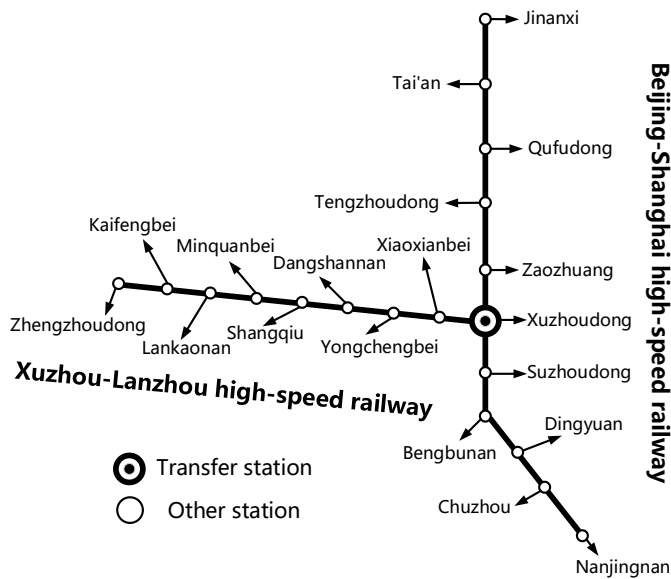 Jinanxi
Tai'an
Qufudong
Tengzhoudong
Kaifengbei
Minquanbei
Xiaoxianbei
Dangshannan
Zaozhuang
Zhengzhoudong
Lankaonan
Shangqiu
Yongchengbei
Xuzhoudong
Suzhoudong
Bengbunan
Dingyuan
Chuzhou
Nanjingnan
Xuzhou-Lanzhou high-speed railway
Beijing-Shanghai high-speed railway
Transfer station
Other station